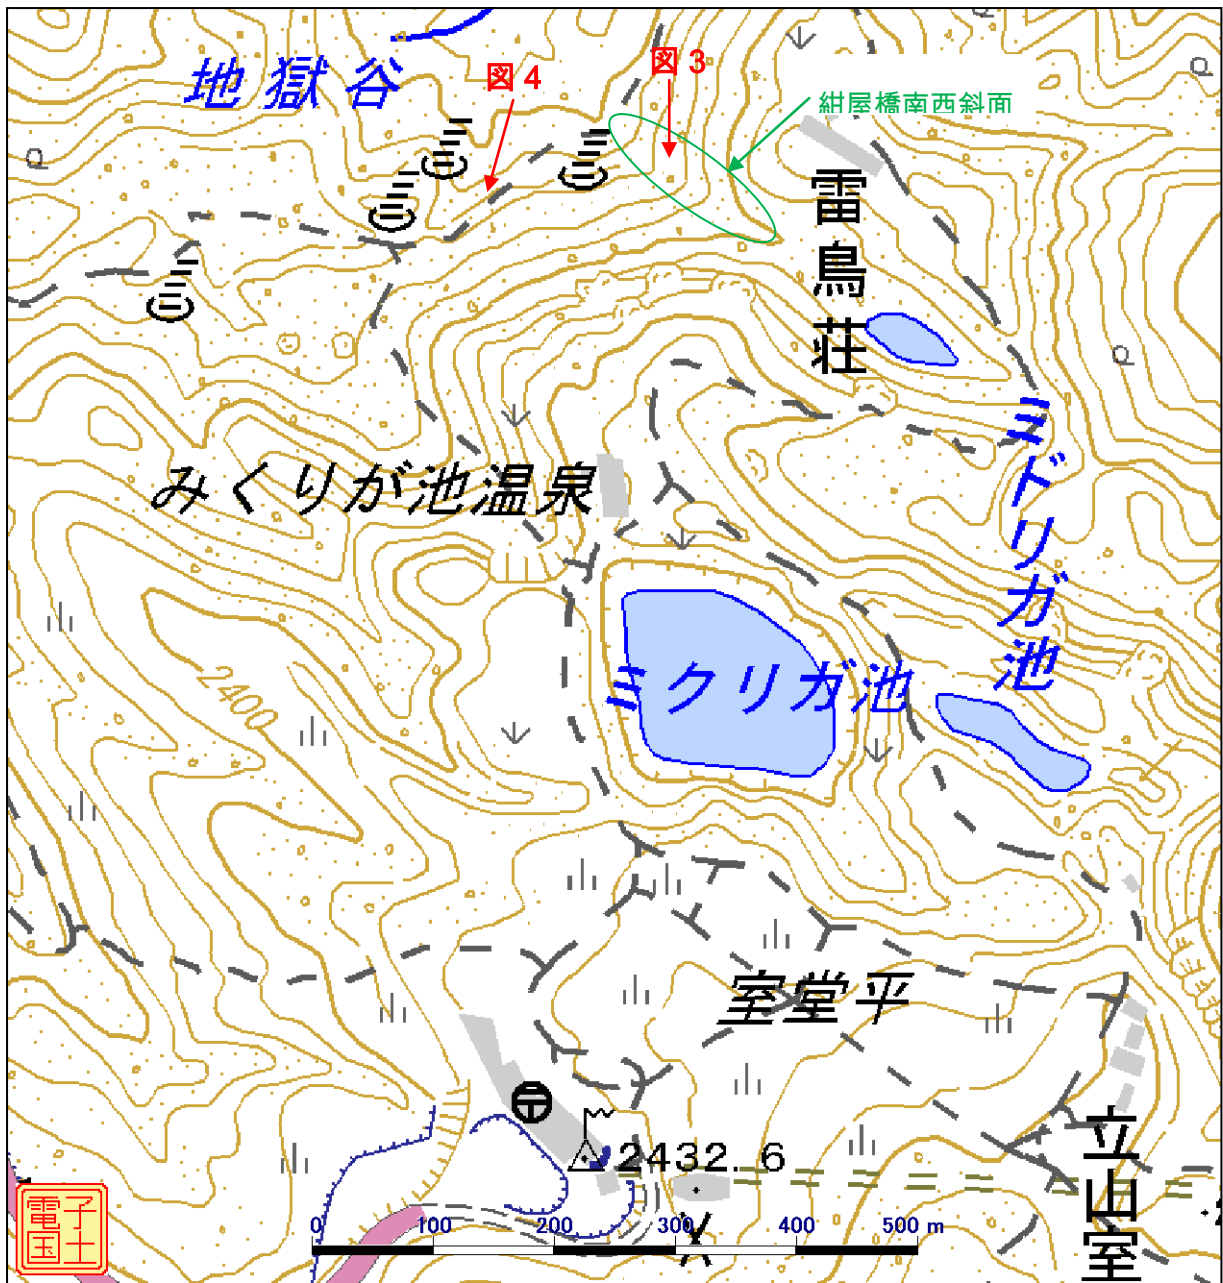 地獄谷
図4
図3
紺屋橋南西斜面
雷鳥荘
みくりが池温泉
ミドリガ池
ミクリガ池
2400
室堂平
2432.6
立山室
電子国土
0 100 200 300 400 500 m